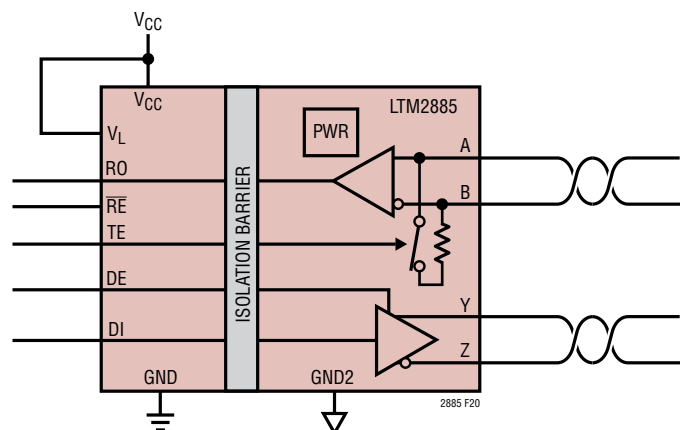 VCC
VCC
LTM2885
PWR
VL
A
RO
B
RE
TE
ISOLATION BARRIER
DE
Y
DI
Z
GND
GND2
2885 F20